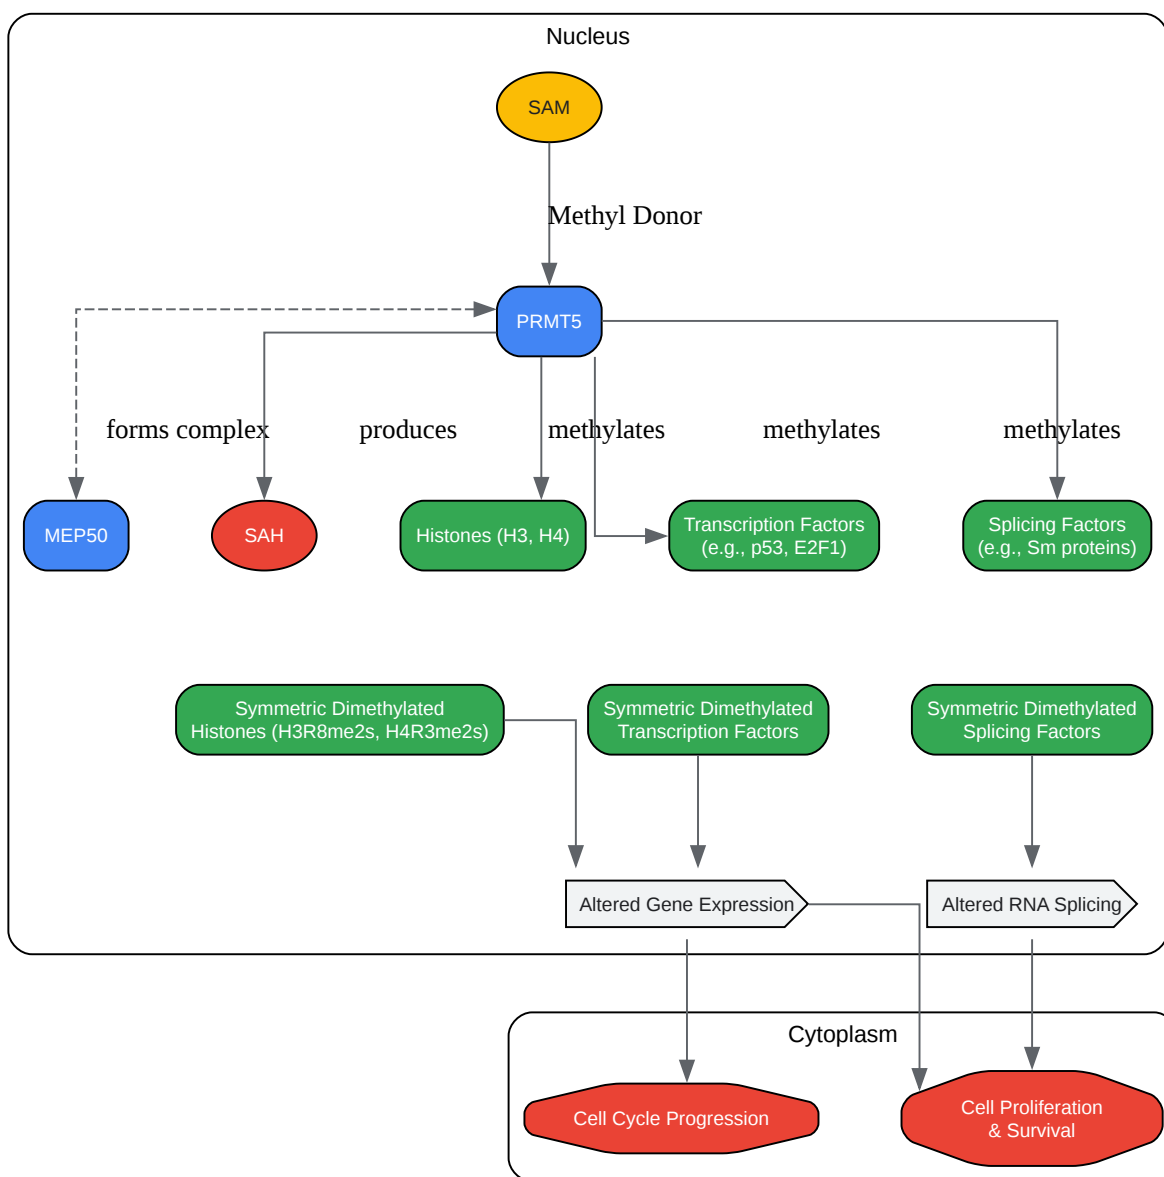 Nucleus
SAM
Methyl Donor
PRMT5
forms complex
produces
methylates
methylates
methylates
MEP50
SAH
Histones (H3, H4)
Transcription Factors
(e.g., p53, E2F1)
Splicing Factors
(e.g., Sm proteins)
Symmetric Dimethylated
Histones (H3R8me2s, H4R3me2s)
Symmetric Dimethylated
Transcription Factors
Symmetric Dimethylated
Splicing Factors
Altered Gene Expression
Altered RNA Splicing
Cytoplasm
Cell Cycle Progression
Cell Proliferation
& Survival